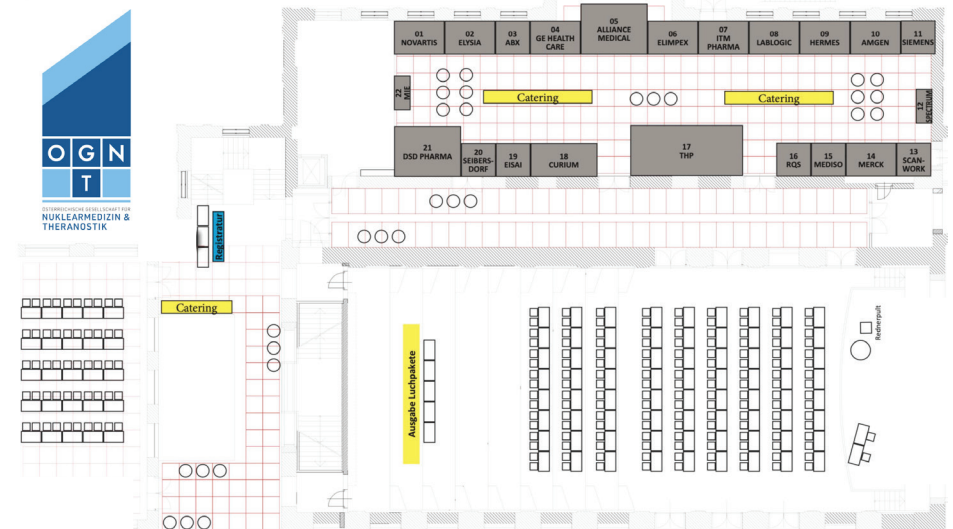 01
NOVARTIS
02
ELYSIA
03
ABX
04
GE HEALTH
CARE
05
ALLIANCE
MEDICAL
06
ELIMPEX
07
ITM
PHARMA
08
LABLOGIC
09
HERMES
10
AMGEN
11
SIEMENS
22
MIE
Catering
Catering
12
SPECTRUM
21
DSD PHARMA
20
SEIBERS-
DORF
19
EISAI
18
CURIUM
17
THP
16
RQS
15
MEDISO
14
MERCK
13
SCAN-
WORK
OGN
T
ÖSTERREICHISCHE GESELLSCHAFT FÜR
NUKLEARMEDIZIN &
THERANOSTIK
Registratur
Catering
Ausgabe Luchpakete
Rednerpult